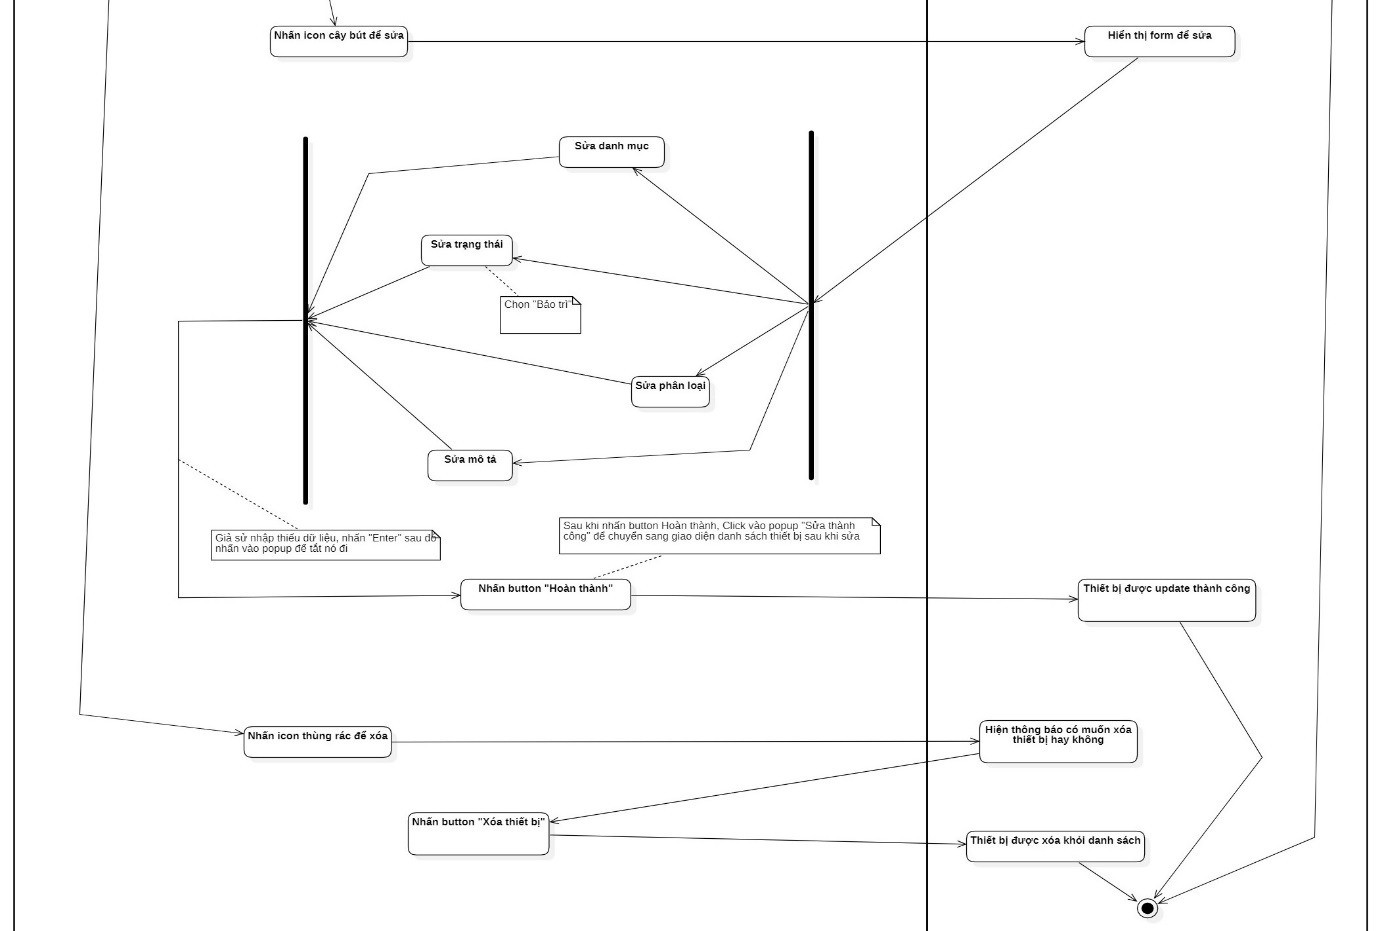 Nhấn icon cây bút để sửa
Hiển thị form để sửa
Sửa danh mục
Sửa trạng thái
Chọn "Bảo trì"
Sửa phân loại
Sửa mô tả
Giả sử nhập thiếu dữ liệu, nhấn "Enter" sau đó
nhấn vào popup để tắt nó đi
Sau khi nhấn button Hoàn thành, Click vào popup "Sửa thành
công" để chuyển sang giao diện danh sách thiết bị sau khi sửa
Nhấn button "Hoàn thành"
Thiết bị được update thành công
Nhấn icon thùng rác để xóa
Hiện thông báo có muốn xóa
thiết bị hay không
Nhấn button "Xóa thiết bị"
Thiết bị được xóa khỏi danh sách